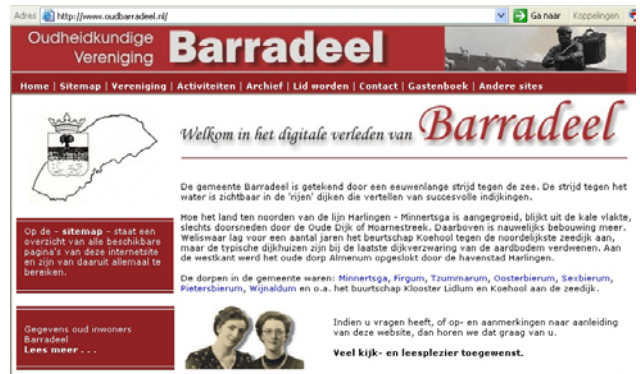 Adres http://www.oudbarradeel.nl/ Ga naar Koppelingen
Oudheidkundige
Vereniging Barradeel
Home | Sitemap | Vereniging | Activiteiten | Archief | Lid worden | Contact | Gastenboek | Andere sites
Welkom in het digitale verleden van Barradeel
De gemeente Barradeel is getekend door een eeuwenlange strijd tegen de zee. De strijd tegen het
water is zichtbaar in de 'rijen' dijken die vertellen van succesvolle indijkingen.
Op de - sitemap - staat een
overzicht van alle beschikbare
pagina's van deze internetsite
en zijn van daaruit allemaal te
bereiken.
Hoe het land ten noorden van de lijn Harlingen - Minnertsga is aangegroeid, blijkt uit de kale vlakte,
slechts doorsneden door de Oude Dijk of Hoarnestreek. Daarboven is nauwelijks bebouwing meer.
Weliswaar lag voor een aantal jaren het beurtschap Koehool tegen de noordelijkste zeedijk aan,
maar de typische dijkhuizen zijn bij de laatste dijkverzwaring van de aardbodem verdwenen. Aan
de westkant werd het oude dorp Almenum opgeslokt door de havenstad Harlingen.
De dorpen in de gemeente waren: Minnertsga, Firgum, Tzummarum, Oosterbierum, Sexbierum,
Pietersbierum, Wijnaldum en o.a. het buurtschap Klooster Lidlum en Koehool aan de zeedijk.
Gegevens oud inwoners
Barradeel
Lees meer . . .
Indien u vragen heeft, of op- en aanmerkingen naar aanleiding
van deze website, dan horen we dat graag van u.
Veel kijk- en leesplezier toegewenst.